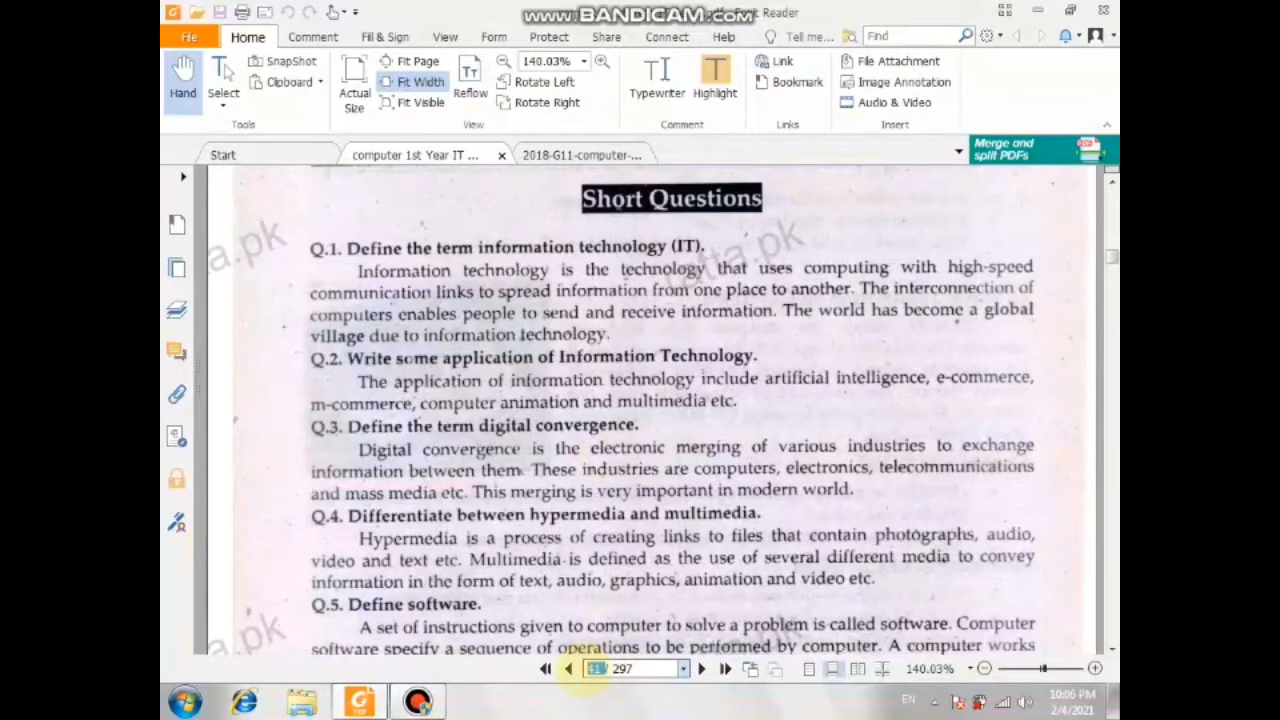 www.BANDICAM.com
Reader
File
Home
Comment
Fill & Sign
View
Form
Protect
Share
Connect
Help
Tell me...
Find
Hand
Select
SnapShot
Clipboard
Tools
Actual Size
Fit Page
Fit Width
Fit Visible
Reflow
140.03%
Rotate Left
Rotate Right
View
Typewriter
Highlight
Comment
Link
Bookmark
Links
File Attachment
Image Annotation
Audio & Video
Insert
Start
computer 1st Year IT ...
2018-G11-computer-...
Merge and
split PDFs
Short Questions
Q.1. Define the term information technology (IT).
Information technology is the technology that uses computing with high-speed
communication links to spread information from one place to another. The interconnection of
computers enables people to send and receive information. The world has become a global
village due to information technology.
Q.2. Write some application of Information Technology.
The application of information technology include artificial intelligence, e-commerce,
m-commerce, computer animation and multimedia etc.
Q.3. Define the term digital convergence.
Digital convergence is the electronic merging of various industries to exchange
information between them. These industries are computers, electronics, telecommunications
and mass media etc. This merging is very important in modern world.
Q.4. Differentiate between hypermedia and multimedia.
Hypermedia is a process of creating links to files that contain photographs, audio,
video and text etc. Multimedia is defined as the use of several different media to convey
information in the form of text, audio, graphics, animation and video etc.
Q.5. Define software.
A set of instructions given to computer to solve a problem is called software. Computer
software specify a sequence of operations to be performed by computer. A computer works
41 / 297
140.03%
EN
10:06 PM
2/4/2021